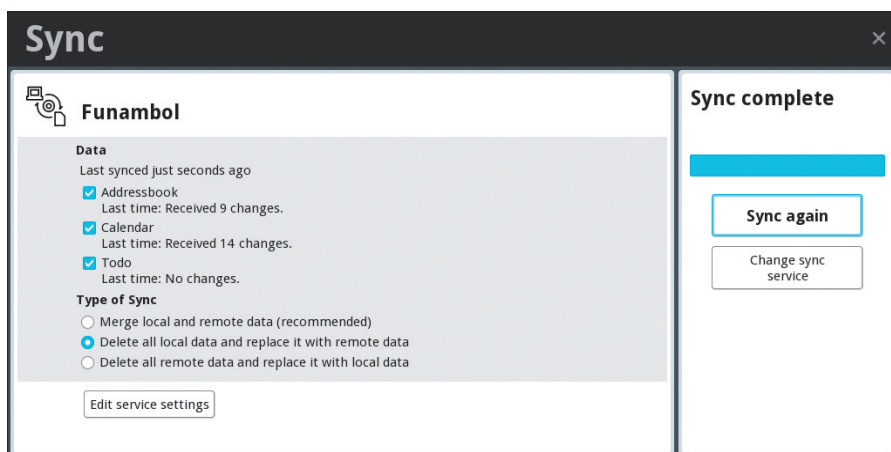 Sync
Funambol
Data
Last synced just seconds ago
Addressbook
Last time: Received 9 changes.
Calendar
Last time: Received 14 changes.
Todo
Last time: No changes.
Type of Sync
Merge local and remote data (recommended)
Delete all local data and replace it with remote data
Delete all remote data and replace it with local data
Edit service settings
Sync complete
Sync again
Change sync
service